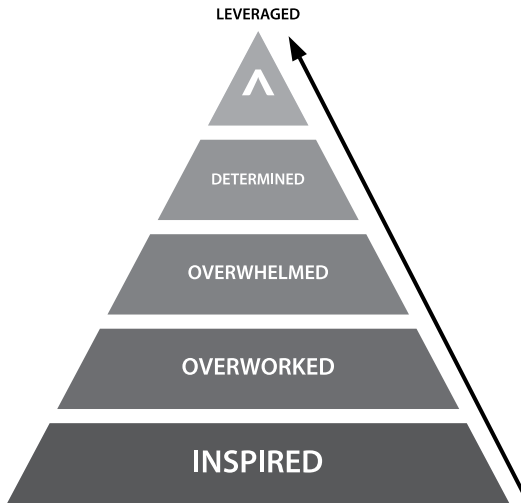 LEVERAGED
DETERMINED
OVERWHELMED
OVERWORKED
INSPIRED